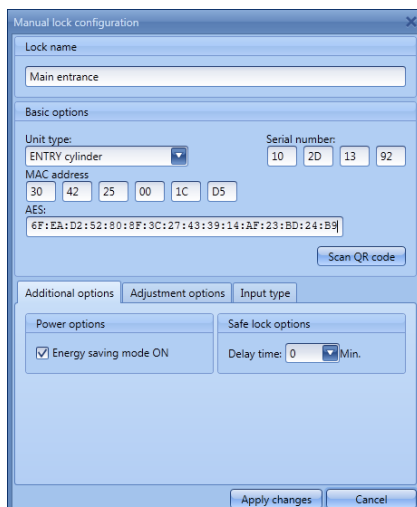 Manual lock configuration
Lock name
Main entrance
Basic options
Unit type: Serial number:
ENTRY cylinder 10 2D 13 92
MAC address
30 42 25 00 1C D5
AES:
6F:EA:D2:52:80:8F:3C:27:43:39:14:AF:23:BD:24:B9
Scan QR code
Additional options Adjustment options Input type
Power options Safe lock options
Energy saving mode ON Delay time: 0 Min.
Apply changes Cancel